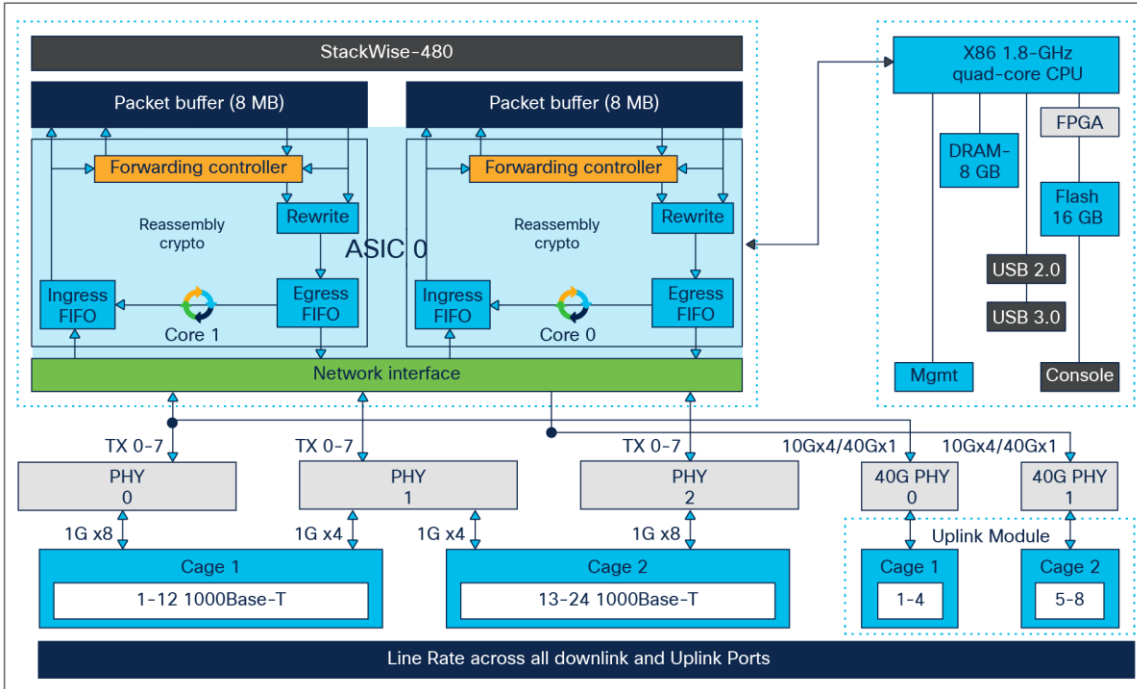 StackWise-480
Packet buffer (8 MB)
Packet buffer (8 MB)
Forwarding controller
Forwarding controller
Rewrite
Rewrite
Reassembly
crypto
Reassembly
crypto
ASIC 0
Ingress
FIFO
Egress
FIFO
Ingress
FIFO
Egress
FIFO
Core 1
Core 0
Network interface
X86 1.8-GHz
quad-core CPU
FPGA
DRAM-
8 GB
Flash
16 GB
USB 2.0
USB 3.0
Mgmt
Console
TX 0-7
TX 0-7
TX 0-7
10Gx4/40Gx1
10Gx4/40Gx1
PHY
0
PHY
1
PHY
2
40G PHY
0
40G PHY
1
1G x8
1G x4
1G x4
1G x8
Uplink Module
Cage 1
1-12 1000Base-T
Cage 2
13-24 1000Base-T
Cage 1
1-4
Cage 2
5-8
Line Rate across all downlink and Uplink Ports